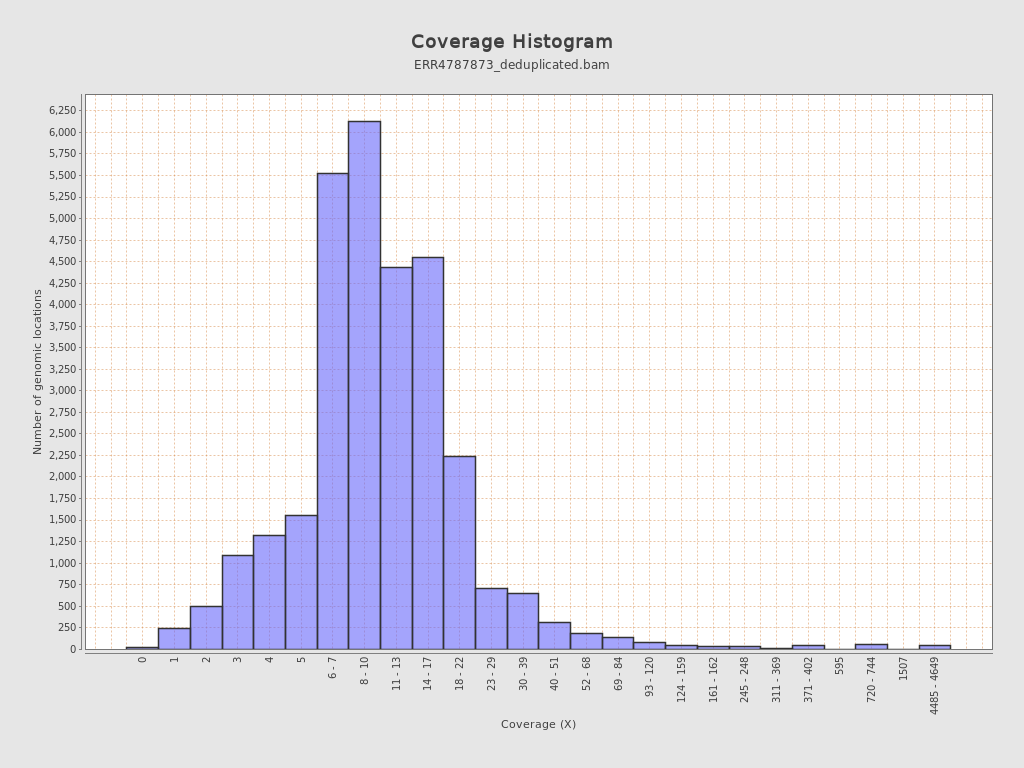 Coverage Histogram
ERR4787873_deduplicated.bam
Number of genomic locations
6,250
6,000
5,750
5,500
5,250
5,000
4,750
4,500
4,250
4,000
3,750
3,500
3,250
3,000
2,750
2,500
2,250
2,000
1,750
1,500
1,250
1,000
750
500
250
0
0
1
2
3
4
5
6 - 7
8 - 10
11 - 13
14 - 17
18 - 22
23 - 29
30 - 39
40 - 51
52 - 68
69 - 84
93 - 120
124 - 159
161 - 162
245 - 248
311 - 369
371 - 402
595
720 - 744
1507
4485 - 4649
Coverage (X)